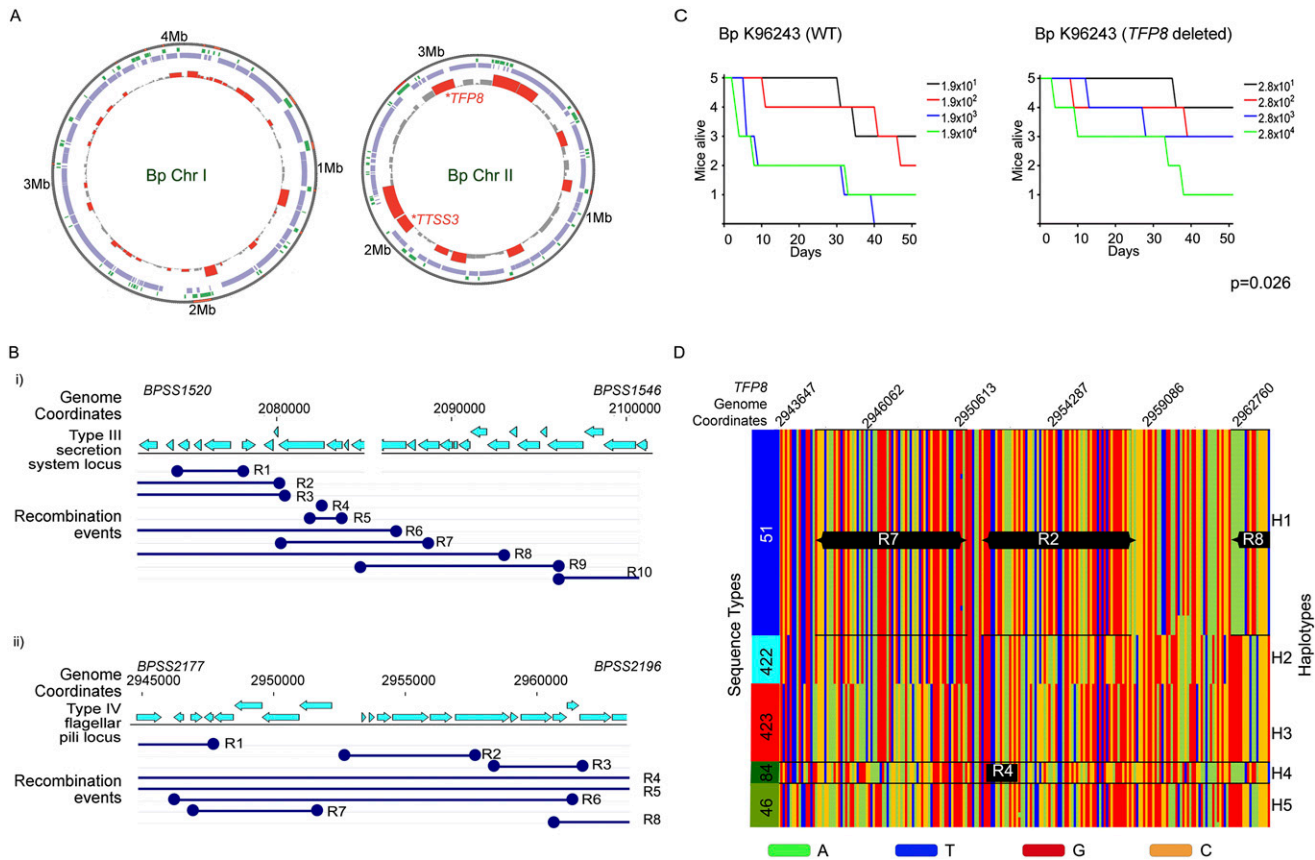 A
4Mb
3Mb
1Mb
2Mb
Bp Chr I
3Mb
*TFP8
Bp Chr II
1Mb
*TTSS3
2Mb
B
i)
BPSS1520
BPSS1546
Genome
Coordinates
2080000
2090000
2100000
Type III
secretion
system locus
R1
R2
R3
R4
R5
Recombination
events
R6
R7
R8
R9
R10
ii)
BPSS2177
BPSS2196
Genome
Coordinates
2945000
2950000
2955000
2960000
Type IV
flagellar
pili locus
R1
R2
R3
Recombination
events
R4
R5
R6
R7
R8
C
Bp K96243 (WT)
Mice alive
5
4
3
2
1
0 10 20 30 40 50
Days
1.9x10¹
1.9x10²
1.9x10³
1.9x10⁴
Bp K96243 (TFP8 deleted)
Mice alive
5
4
3
2
1
0 10 20 30 40 50
Days
2.8x10¹
2.8x10²
2.8x10³
2.8x10⁴
p=0.026
D
TFP8
Genome
Coordinates
2943647
2946062
2950613
2954287
2959086
2962760
Sequence Types
51
422
423
84
46
R7
R2
R8
R4
H1
H2
H3
H4
H5
Haplotypes
A
T
G
C